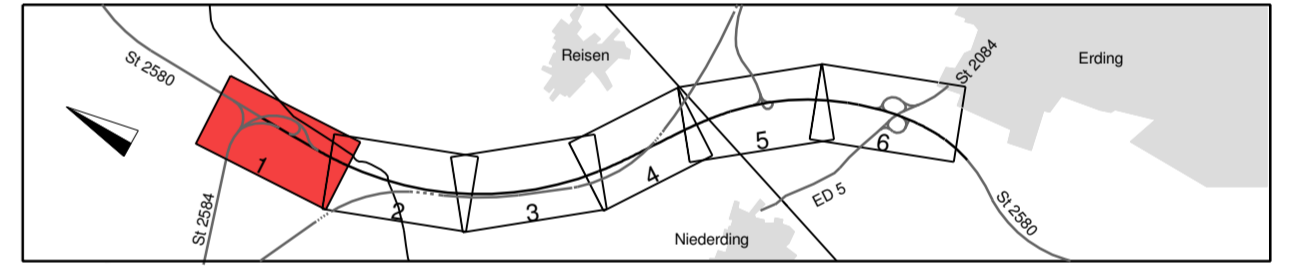 St 2580
Reisen
St 2084
Erding
1
2
3
4
5
6
St 2584
ED 5
Niederding
St 2580